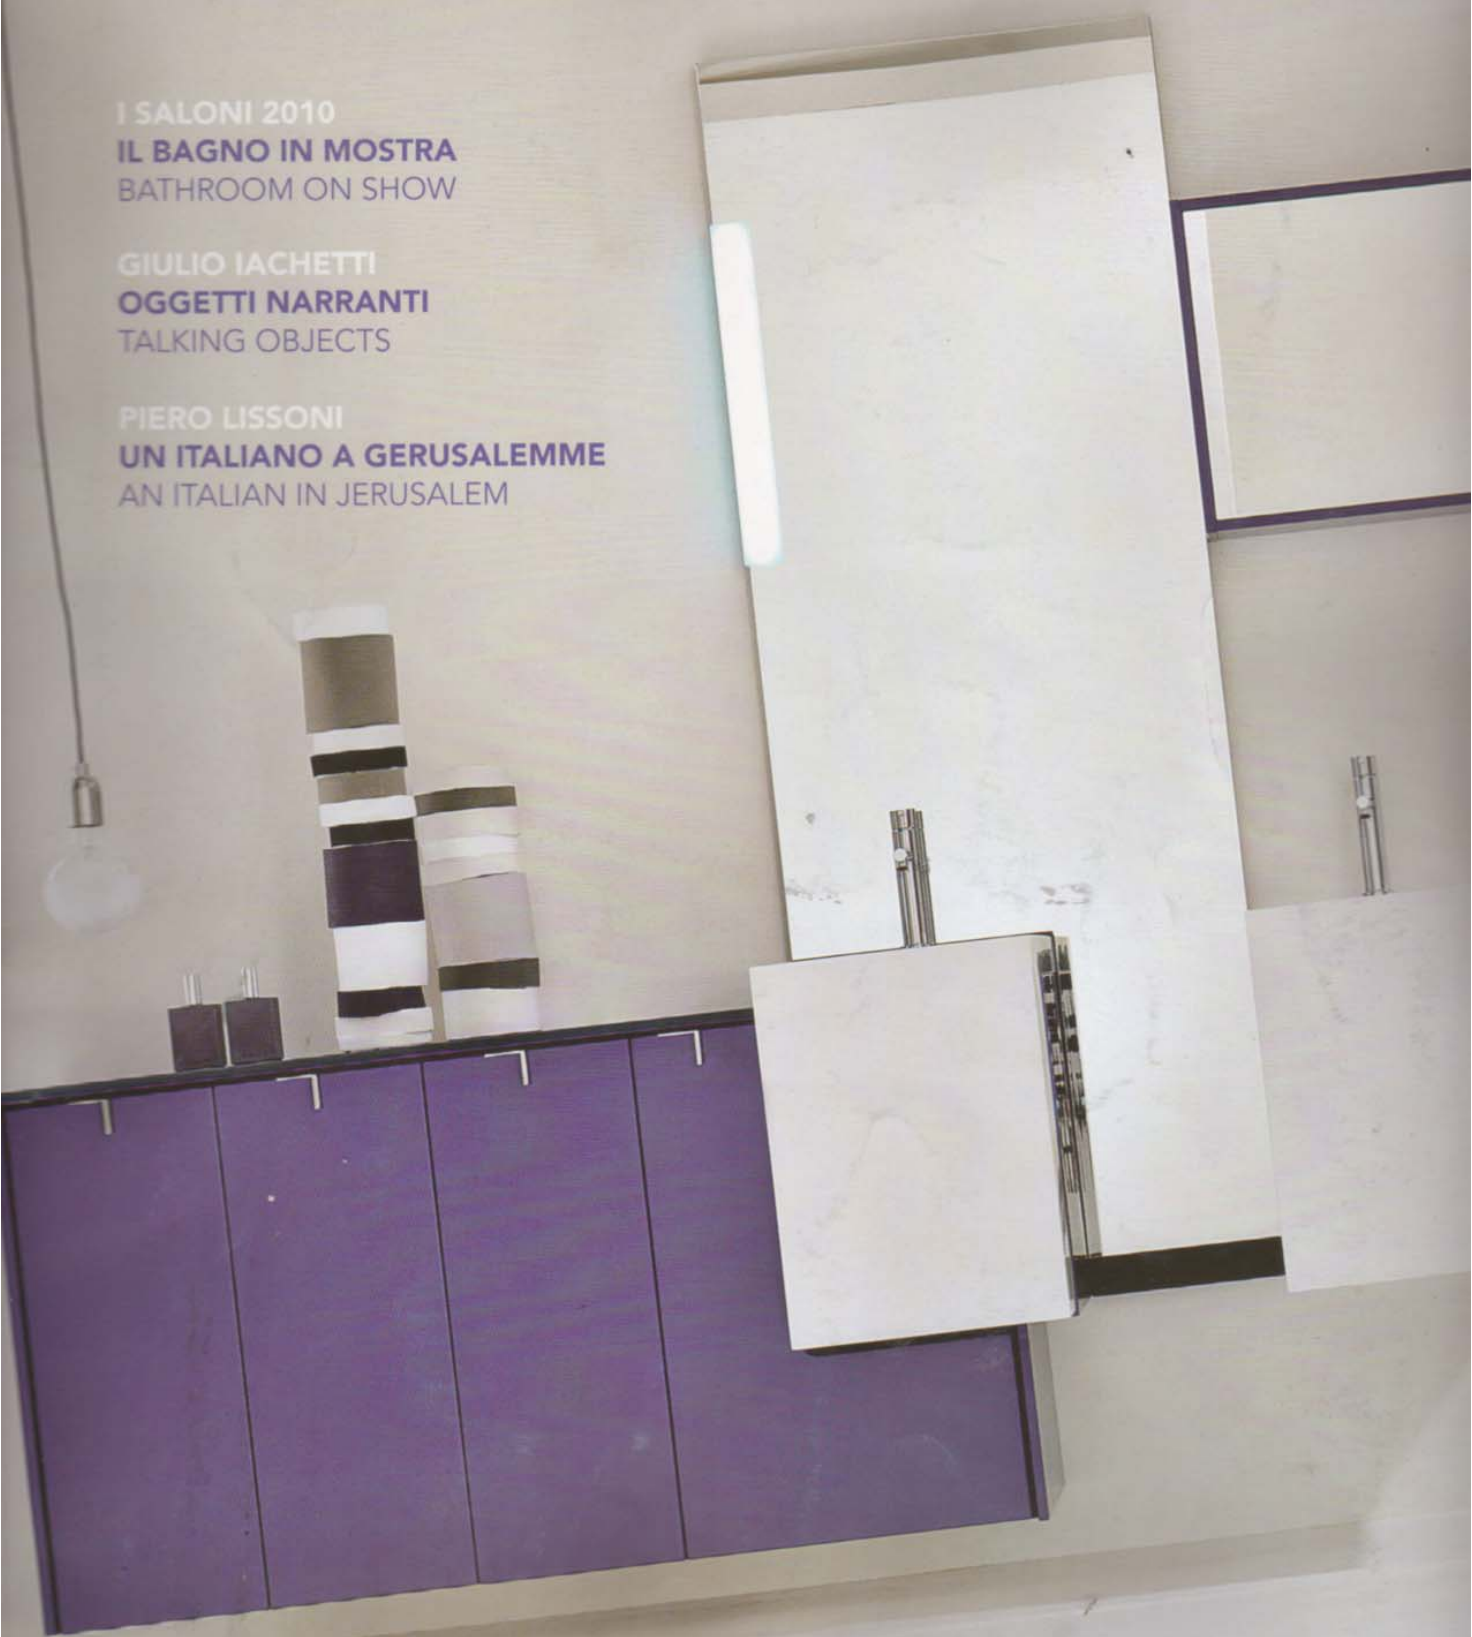 I SALONI 2010
IL BAGNO IN MOSTRA
BATHROOM ON SHOW
GIULIO IACHETTI
OGGETTI NARRANTI
TALKING OBJECTS
PIERO LISSONI
UN ITALIANO A GERUSALEMME
AN ITALIAN IN JERUSALEM